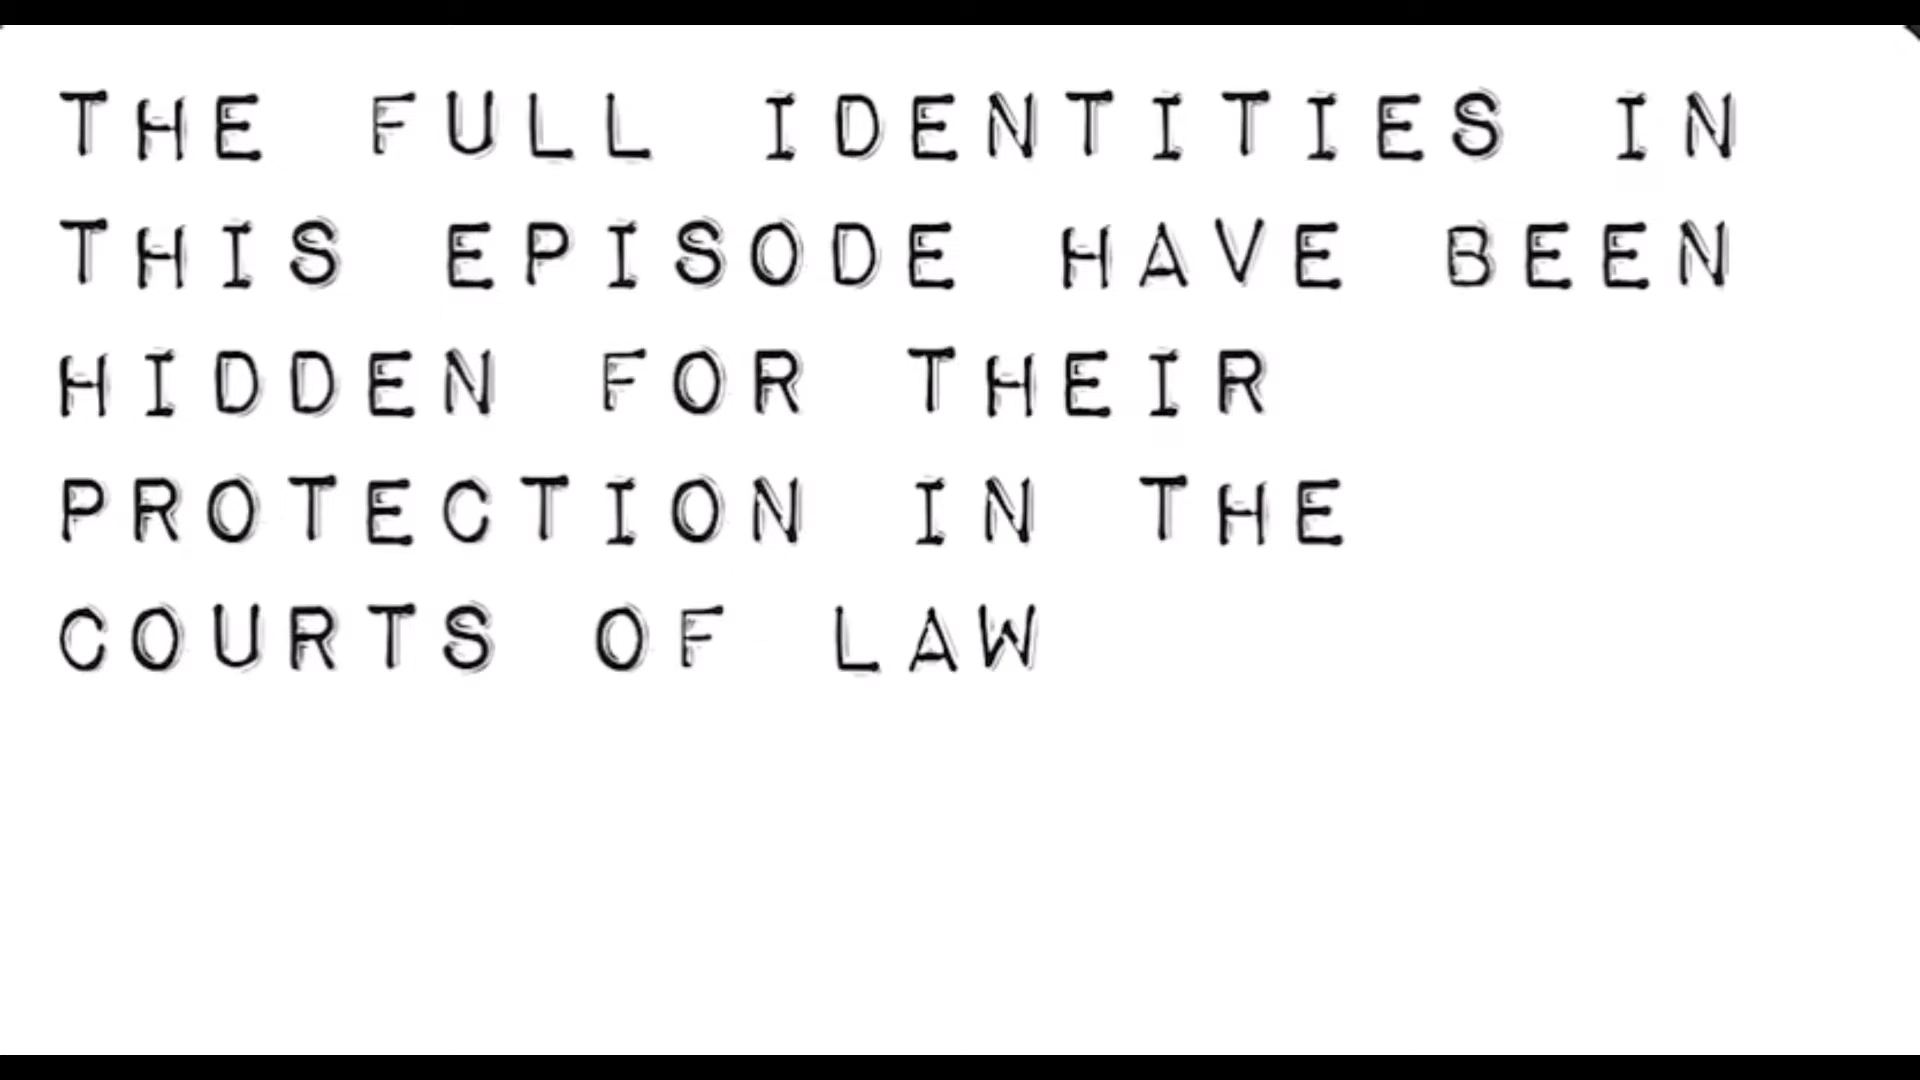 THE FULL IDENTITIES IN
THIS EPISODE HAVE BEEN
HIDDEN FOR THEIR
PROTECTION IN THE
COURTS OF LAW